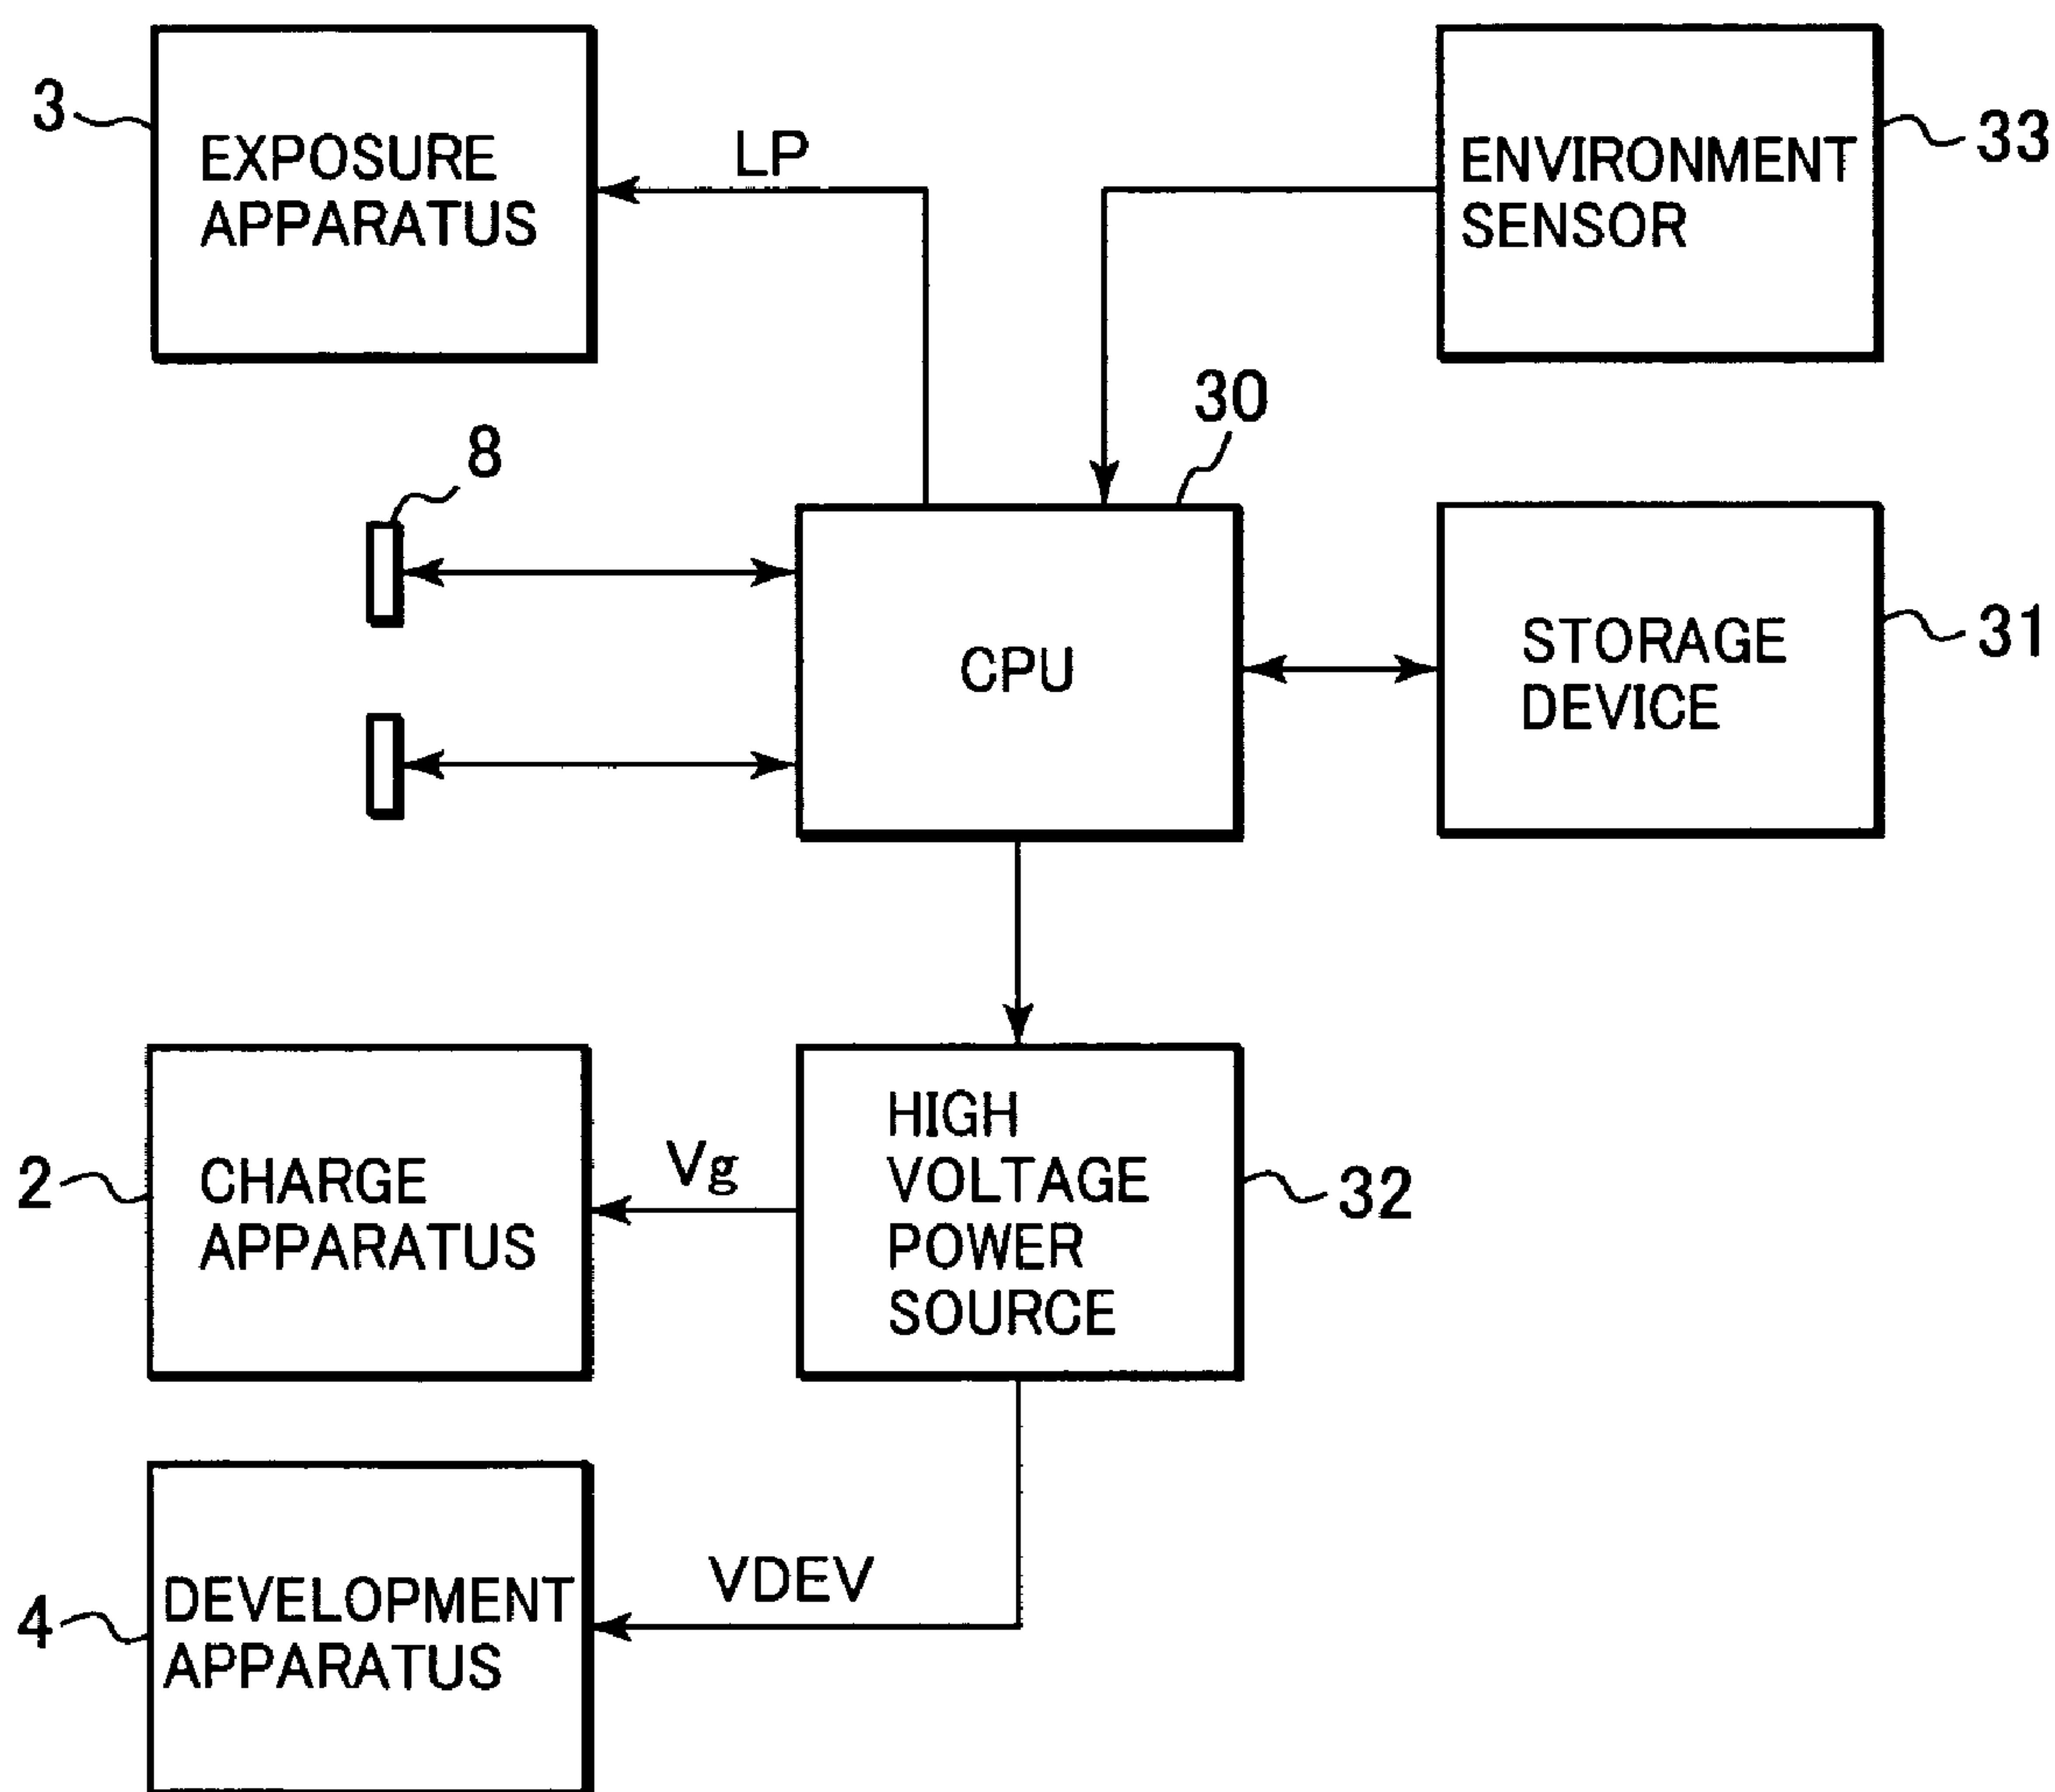 3
EXPOSURE
APPARATUS
LP
ENVIRONMENT
SENSOR
33
30
8
CPU
STORAGE
DEVICE
31
2
CHARGE
APPARATUS
Vg
HIGH
VOLTAGE
POWER
SOURCE
32
4
DEVELOPMENT
APPARATUS
VDEV